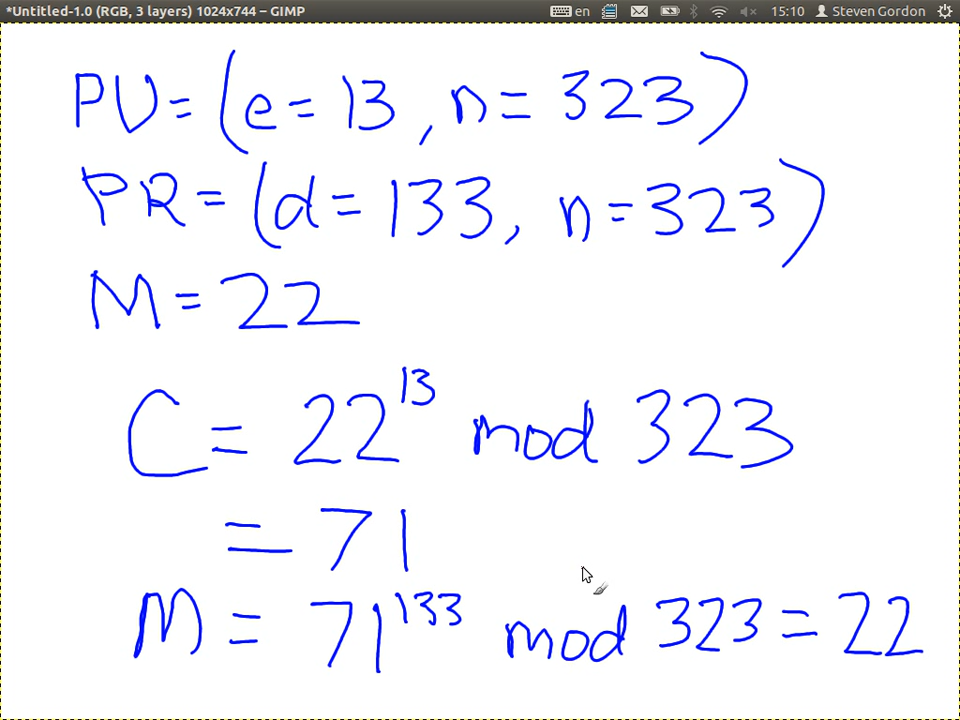 *Untitled-1.0 (RGB, 3 layers) 1024x744 – GIMP en 15:10 Steven Gordon
PU = (e = 13, n = 323)
PR = (d = 133, n = 323)
M = 22
C = 22^13 mod 323
= 71
M = 71^133 mod 323 = 22